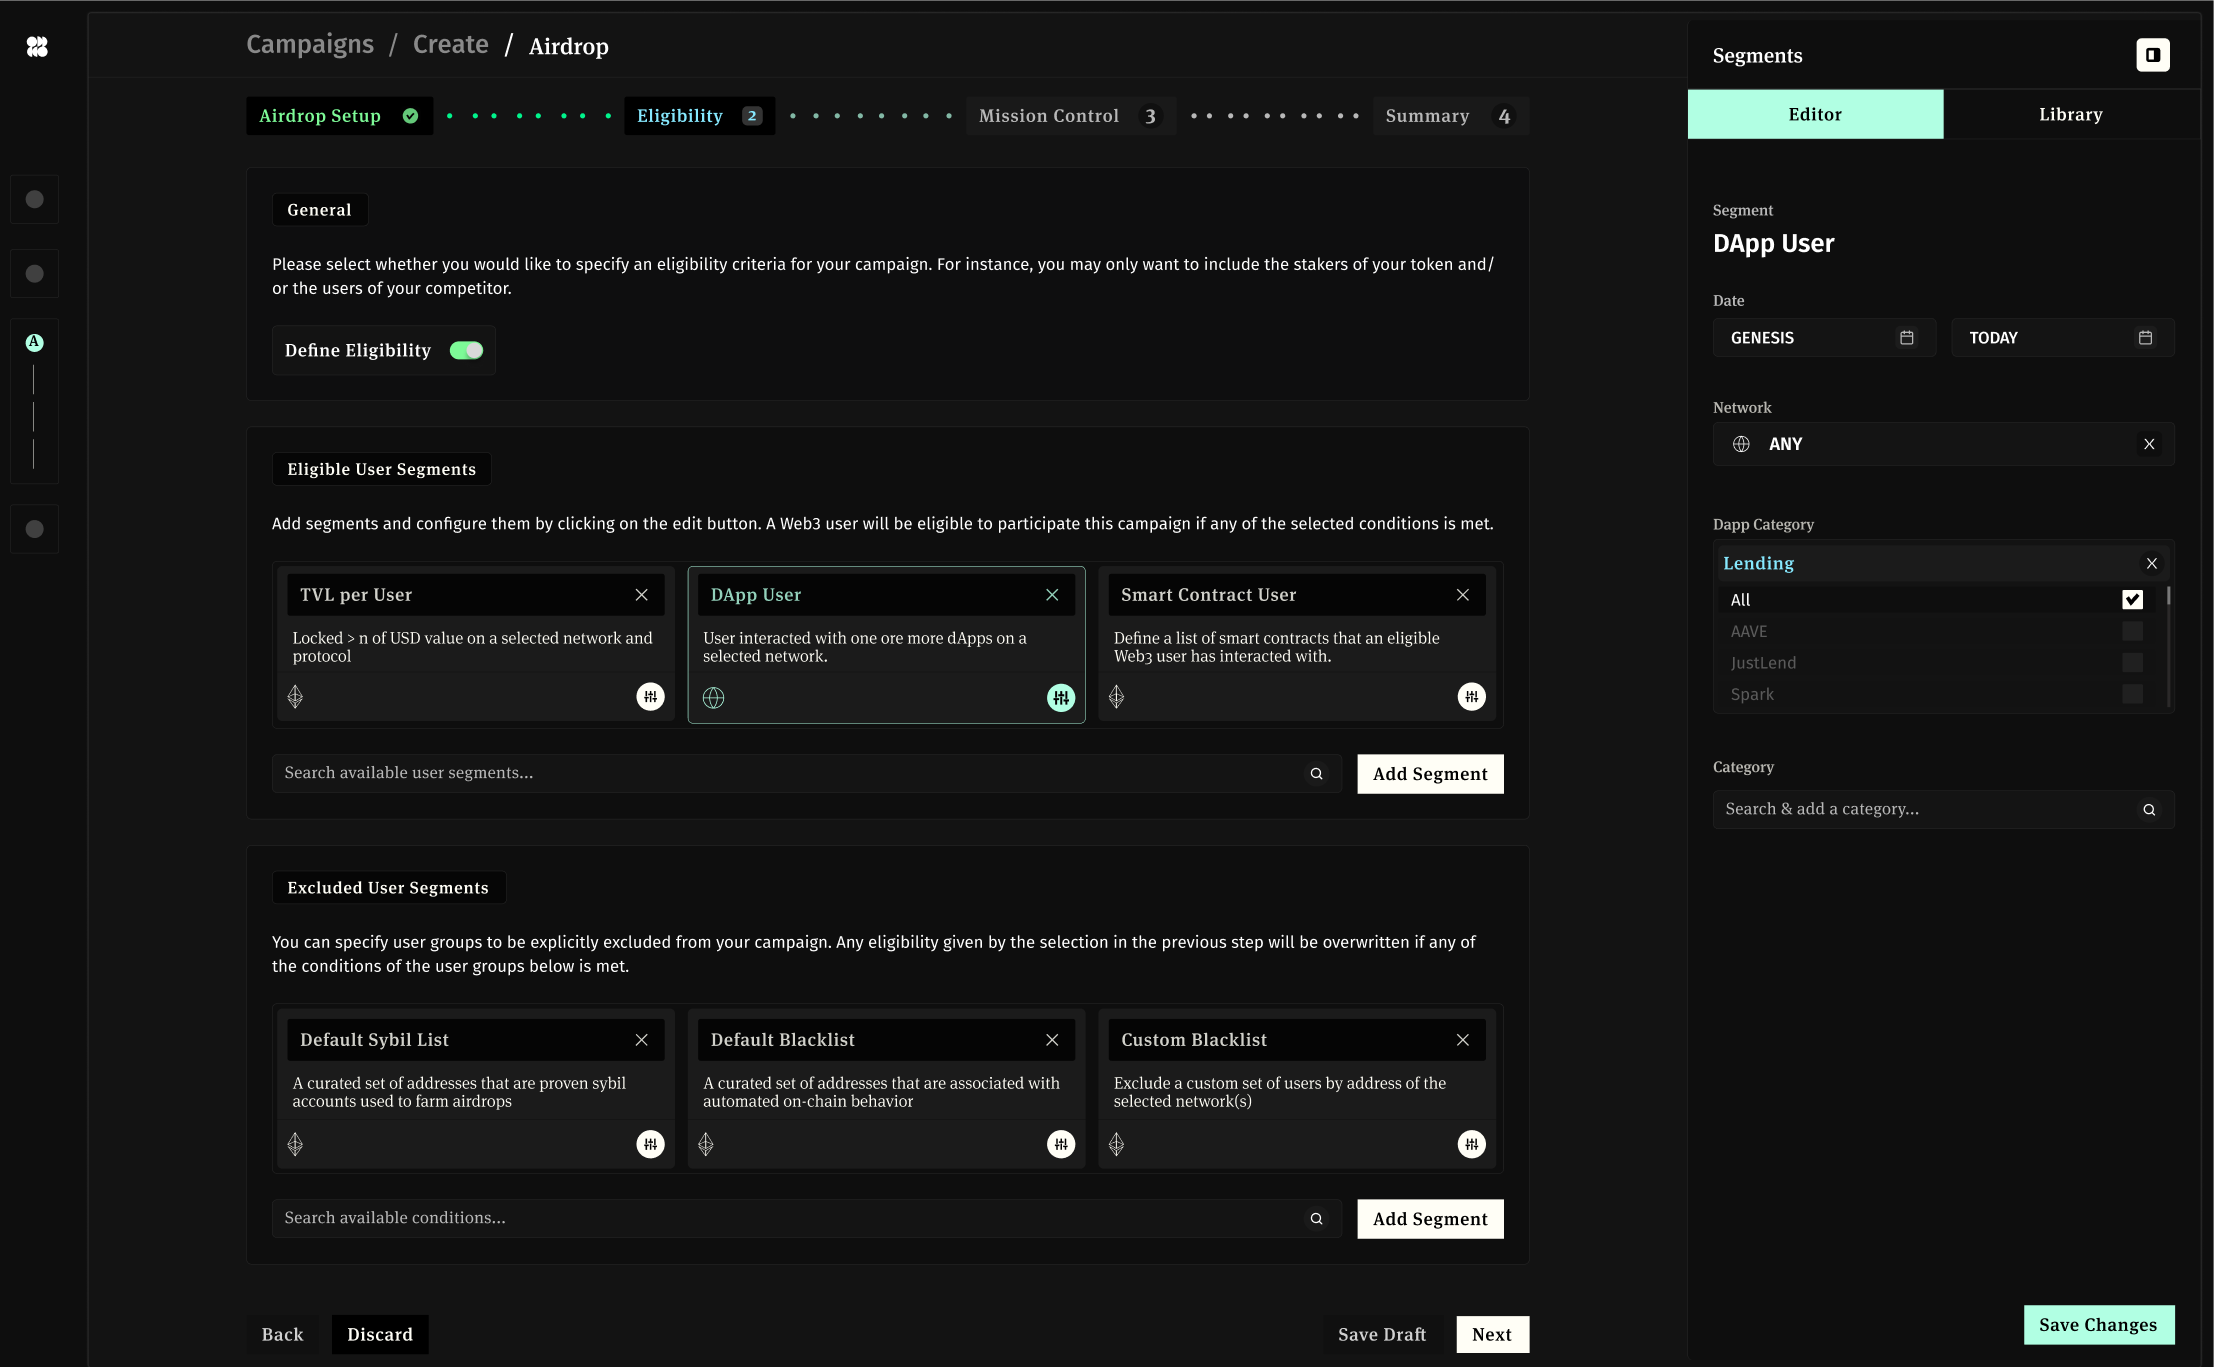 Campaigns / Create / Airdrop
Airdrop Setup
Eligibility 2
Mission Control 3
Summary 4
General
Please select whether you would like to specify an eligibility criteria for your campaign. For instance, you may only want to include the stakers of your token and/
or the users of your competitor.
Define Eligibility
A
Eligible User Segments
Add segments and configure them by clicking on the edit button. A Web3 user will be eligible to participate this campaign if any of the selected conditions is met.
TVL per User
Locked > n of USD value on a selected network and
protocol
DApp User
User interacted with one ore more dApps on a
selected network.
Smart Contract User
Define a list of smart contracts that an eligible
Web3 user has interacted with.
Search available user segments...
Add Segment
Excluded User Segments
You can specify user groups to be explicitly excluded from your campaign. Any eligibility given by the selection in the previous step will be overwritten if any of
the conditions of the user groups below is met.
Default Sybil List
A curated set of addresses that are proven sybil
accounts used to farm airdrops
Default Blacklist
A curated set of addresses that are associated with
automated on-chain behavior
Custom Blacklist
Exclude a custom set of users by address of the
selected network(s)
Search available conditions...
Add Segment
Back
Discard
Save Draft
Next
Segments
Editor
Library
Segment
DApp User
Date
GENESIS
TODAY
Network
ANY
Dapp Category
Lending
All
AAVE
JustLend
Spark
Category
Search & add a category...
Save Changes